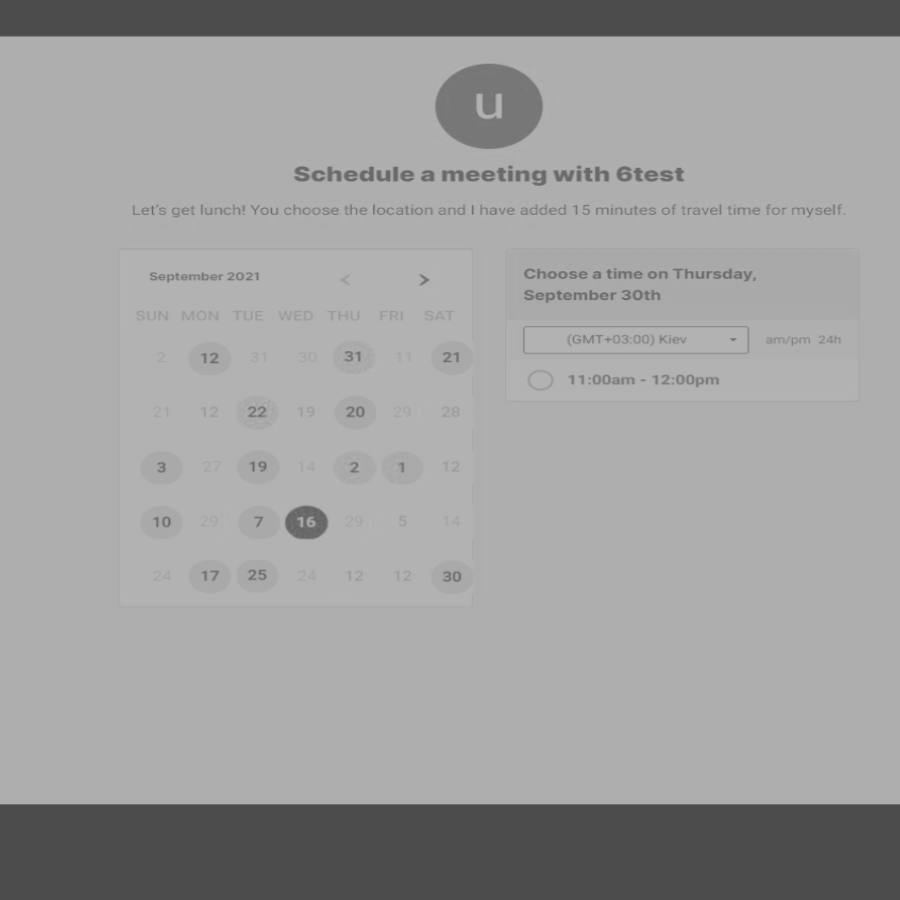 u
Schedule a meeting with 6test
Let's get lunch! You choose the location and I have added 15 minutes of travel time for myself.
September 2021 < >
SUN MON TUE WED THU FRI SAT
2 12 31 30 31 11 21
21 12 22 19 20 29 28
3 27 19 14 2 1 12
10 29 7 16 29 5 14
24 17 25 24 12 12 30
Choose a time on Thursday,
September 30th
(GMT+03:00) Kiev am/pm 24h
11:00am - 12:00pm